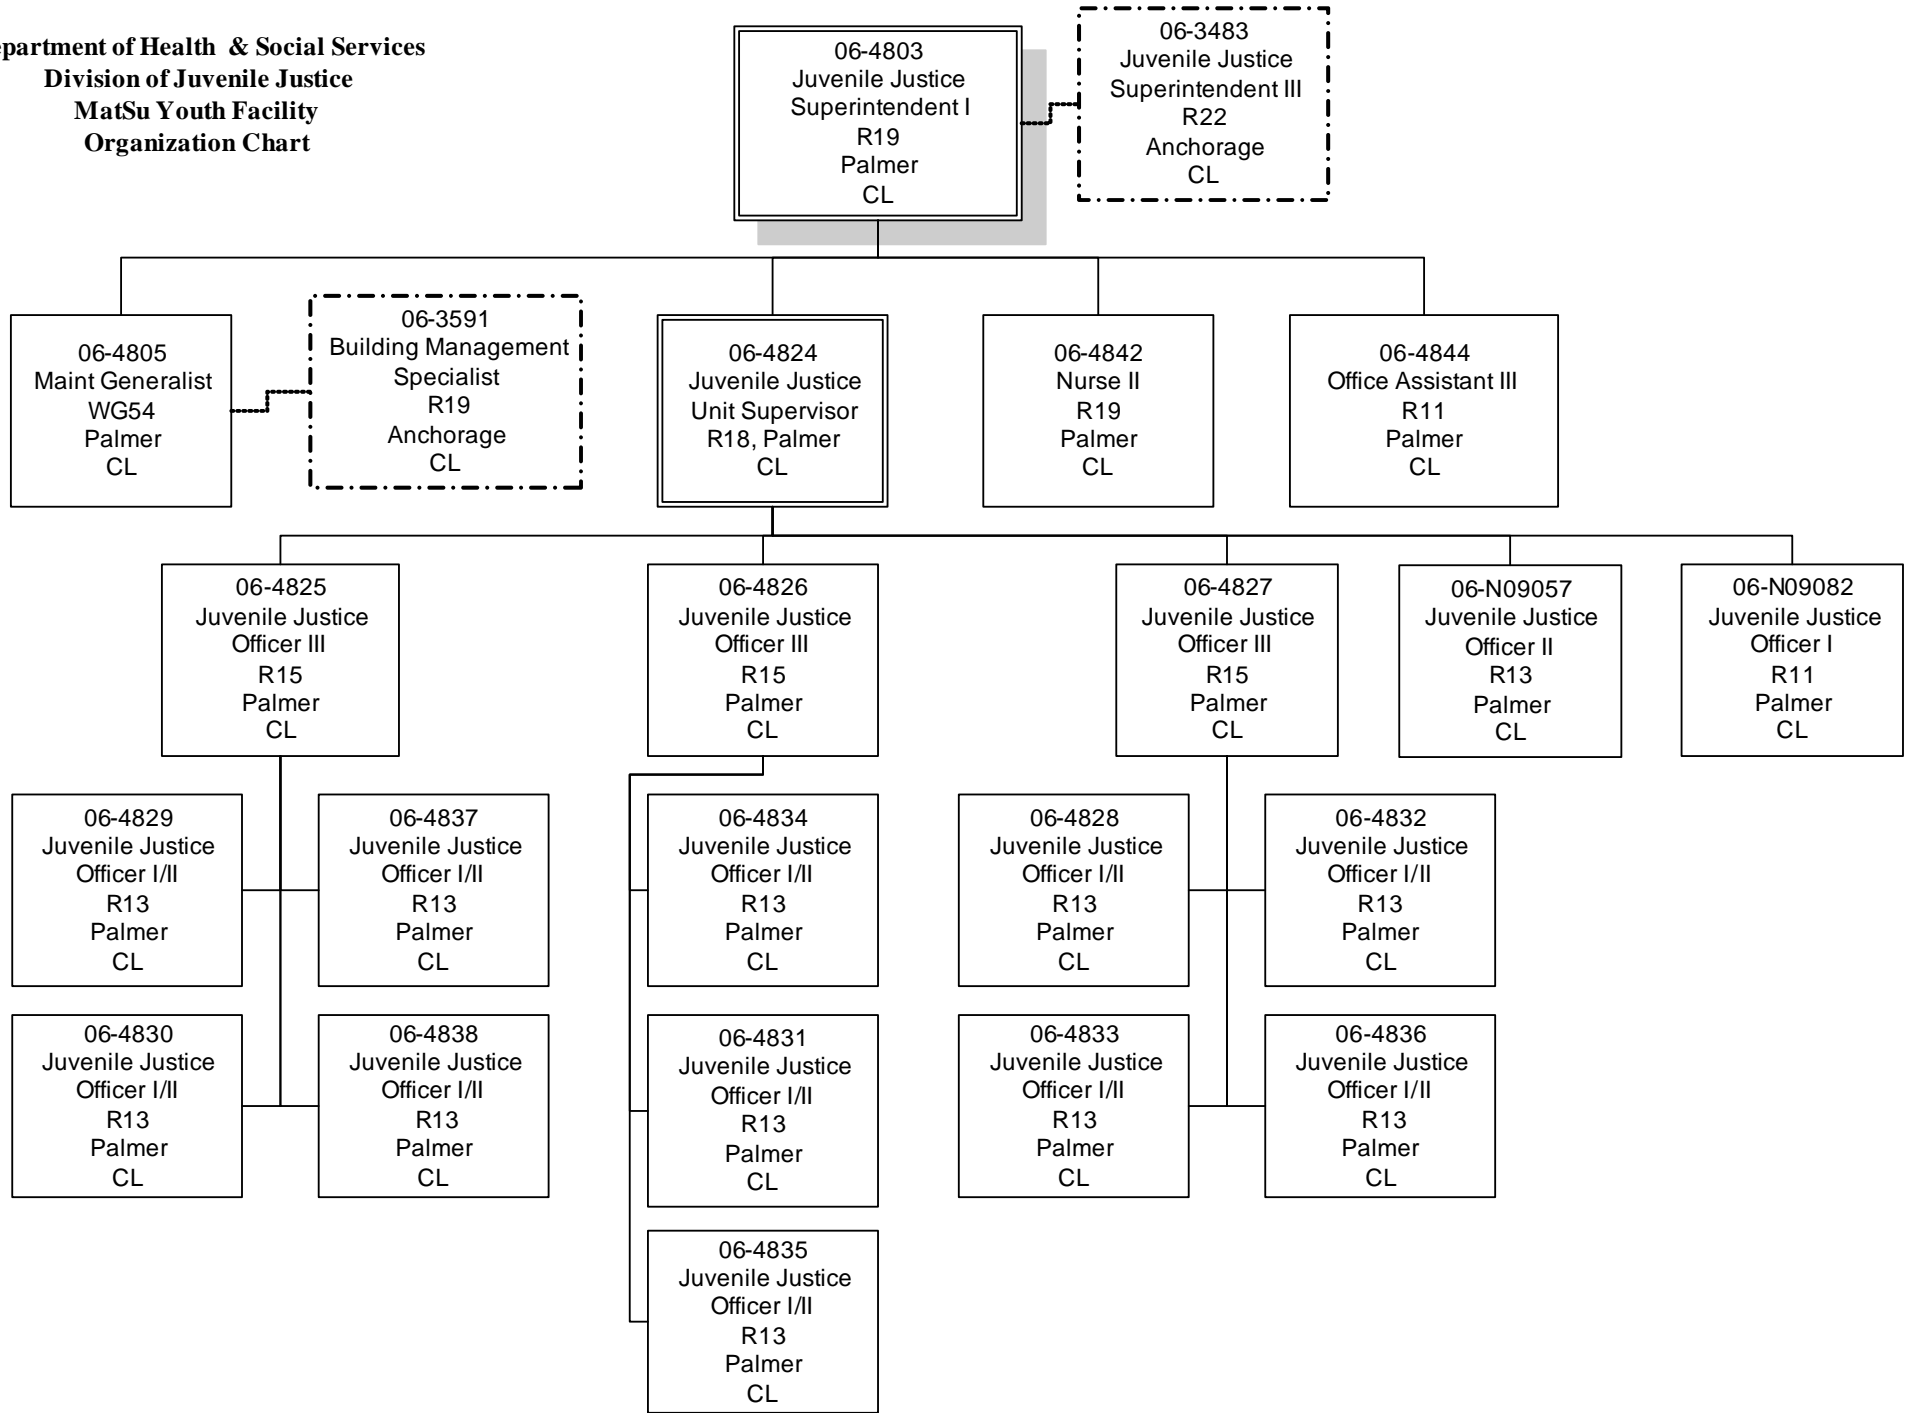 epartment of Health & Social Services
Division of Juvenile Justice
MatSu Youth Facility
Organization Chart
06-4803
Juvenile Justice
Superintendent I
R19
Palmer
CL
06-3483
Juvenile Justice
Superintendent III
R22
Anchorage
CL
06-4805
Maint Generalist
WG54
Palmer
CL
06-3591
Building Management
Specialist
R19
Anchorage
CL
06-4824
Juvenile Justice
Unit Supervisor
R18, Palmer
CL
06-4842
Nurse II
R19
Palmer
CL
06-4844
Office Assistant III
R11
Palmer
CL
06-4825
Juvenile Justice
Officer III
R15
Palmer
CL
06-4826
Juvenile Justice
Officer III
R15
Palmer
CL
06-4827
Juvenile Justice
Officer III
R15
Palmer
CL
06-N09057
Juvenile Justice
Officer II
R13
Palmer
CL
06-N09082
Juvenile Justice
Officer I
R11
Palmer
CL
06-4829
Juvenile Justice
Officer I/II
R13
Palmer
CL
06-4837
Juvenile Justice
Officer I/II
R13
Palmer
CL
06-4834
Juvenile Justice
Officer I/II
R13
Palmer
CL
06-4828
Juvenile Justice
Officer I/II
R13
Palmer
CL
06-4832
Juvenile Justice
Officer I/II
R13
Palmer
CL
06-4830
Juvenile Justice
Officer I/II
R13
Palmer
CL
06-4838
Juvenile Justice
Officer I/II
R13
Palmer
CL
06-4831
Juvenile Justice
Officer I/II
R13
Palmer
CL
06-4833
Juvenile Justice
Officer I/II
R13
Palmer
CL
06-4836
Juvenile Justice
Officer I/II
R13
Palmer
CL
06-4835
Juvenile Justice
Officer I/II
R13
Palmer
CL